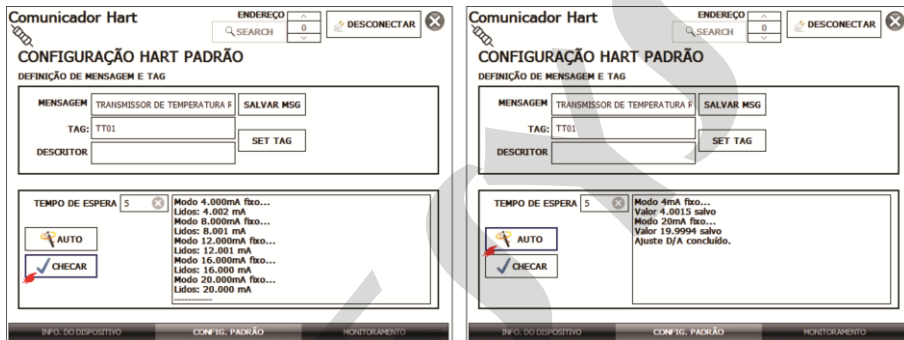 Comunicador Hart
ENDEREÇO
SEARCH
0
DESCONECTAR
CONFIGURAÇÃO HART PADRÃO
DEFINIÇÃO DE MENSAGEM E TAG
MENSAGEM TRANSMISSOR DE TEMPERATURA F SALVAR MSG
TAG: TT01
SET TAG
DESCRITOR
TEMPO DE ESPERA 5
AUTO
CHECAR
Modo 4.000mA fixo...
Lidos: 4.002 mA
Modo 8.000mA fixo...
Lidos: 8.001 mA
Modo 12.000mA fixo...
Lidos: 12.001 mA
Modo 16.000mA fixo...
Lidos: 16.000 mA
Modo 20.000mA fixo...
Lidos: 20.000 mA
-----------
INFO. DO DISPOSITIVO CONFIG. PADRÃO MONITORAMENTO
Comunicador Hart
ENDEREÇO
SEARCH
0
DESCONECTAR
CONFIGURAÇÃO HART PADRÃO
DEFINIÇÃO DE MENSAGEM E TAG
MENSAGEM TRANSMISSOR DE TEMPERATURA F SALVAR MSG
TAG: TT01
SET TAG
DESCRITOR
TEMPO DE ESPERA 5
AUTO
CHECAR
Modo 4mA fixo...
Valor 4.0015 salvo
Modo 20mA fixo...
Valor 19.9994 salvo
Ajuste D/A concluído.
INFO. DO DISPOSITIVO CONFIG. PADRÃO MONITORAMENTO